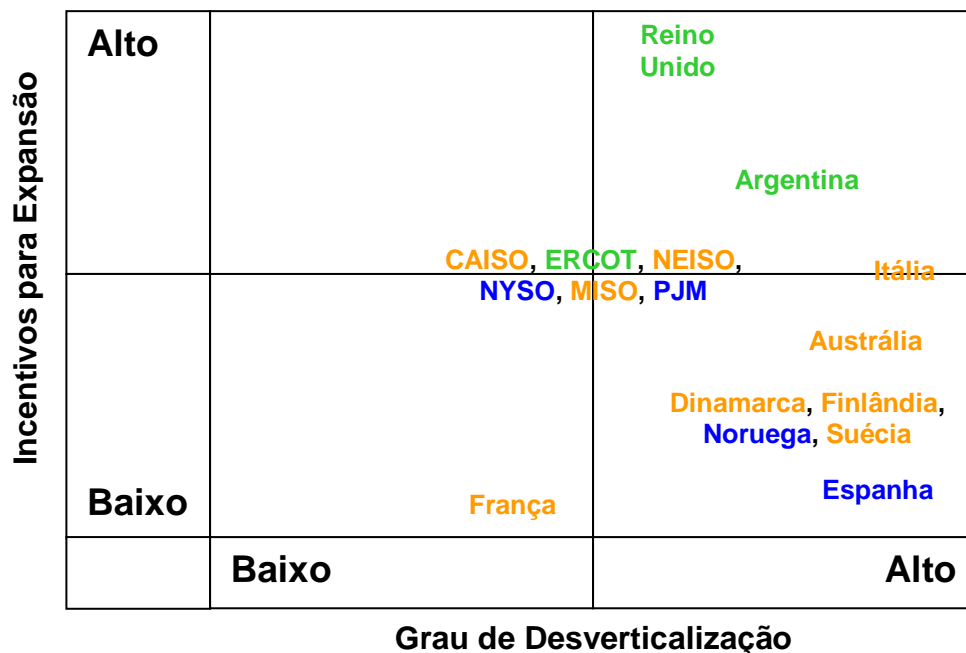 Alto
Incentivos para Expansão
Reino
Unido
Argentina
CAISO, ERCOT, NEISO,
NYSO, MISO, PJM
Itália
Austrália
Dinamarca, Finlândia,
Noruega, Suécia
Espanha
França
Baixo
Baixo
Alto
Grau de Desverticalização